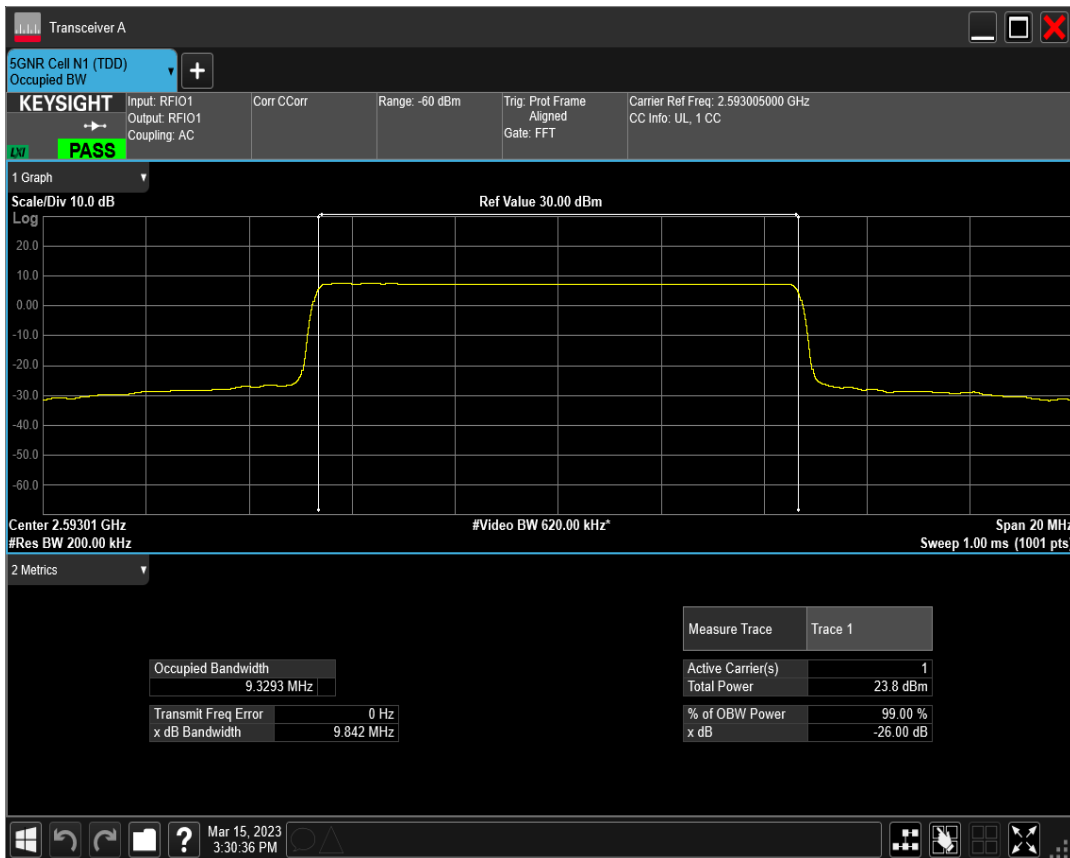 Transceiver A
5GNR Cell N1 (TDD)
Occupied BW
+
KEYSIGHT
LXI
PASS
Input: RFIO1
Output: RFIO1
Coupling: AC
Corr CCorr
Range: -60 dBm
Trig: Prot Frame
Aligned
Gate: FFT
Carrier Ref Freq: 2.593005000 GHz
CC Info: UL, 1 CC
1 Graph
Scale/Div 10.0 dB
Ref Value 30.00 dBm
Log
20.0
10.0
0.00
-10.0
-20.0
-30.0
-40.0
-50.0
-60.0
Center 2.59301 GHz
#Video BW 620.00 kHz*
Span 20 MHz
#Res BW 200.00 kHz
Sweep 1.00 ms (1001 pts)
2 Metrics
Measure Trace Trace 1
Occupied Bandwidth
9.3293 MHz
Active Carrier(s) 1
Total Power 23.8 dBm
Transmit Freq Error 0 Hz
x dB Bandwidth 9.842 MHz
% of OBW Power 99.00 %
x dB -26.00 dB
?
Mar 15, 2023
3:30:36 PM